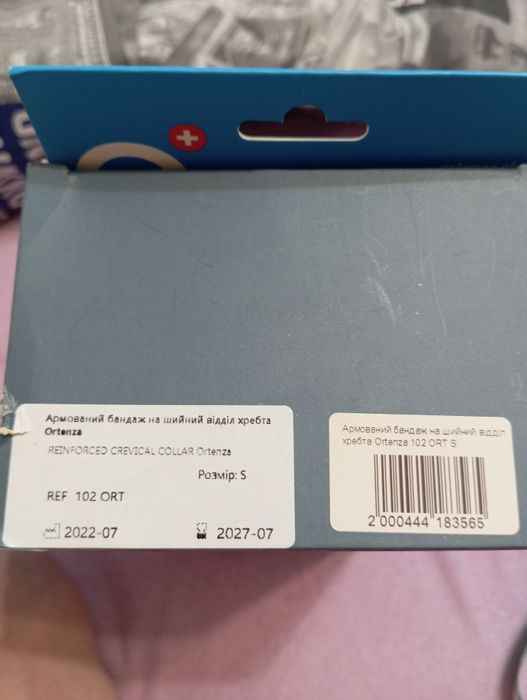 Армований бандаж на шийний відділ хребта
Ortenza
REINFORCED CREVICAL COLLAR Ortenza
Розмір: S
REF 102 ORT
2022-07
2027-07
Армований бандаж на шийний відділ
хребта Ortenza 102 ORT S
2 000444 183565